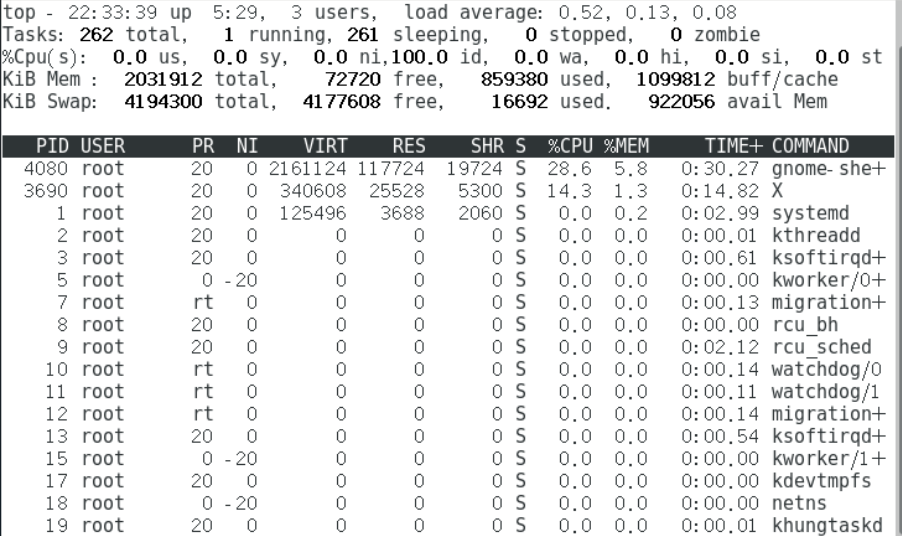 top - 22:33:39 up  5:29,  3 users,  load average: 0.52, 0.13, 0.08
Tasks: 262 total,   1 running, 261 sleeping,   0 stopped,   0 zombie
%Cpu(s):  0.0 us,  0.0 sy,  0.0 ni,100.0 id,  0.0 wa,  0.0 hi,  0.0 si,  0.0 st
KiB Mem :  2031912 total,    72720 free,   859380 used,  1099812 buff/cache
KiB Swap:  4194300 total,  4177608 free,    16692 used.   922056 avail Mem
PID USER      PR  NI    VIRT    RES    SHR S  %CPU %MEM     TIME+ COMMAND
4080 root      20   0 2161124 117724  19724 S  28.6  5.8   0:30.27 gnome-she+
3690 root      20   0  340608  25528   5300 S  14.3  1.3   0:14.82 X
1 root      20   0  125496   3688   2060 S   0.0  0.2   0:02.99 systemd
2 root      20   0       0      0      0 S   0.0  0.0   0:00.01 kthreadd
3 root      20   0       0      0      0 S   0.0  0.0   0:00.61 ksoftirqd+
5 root       0 -20       0      0      0 S   0.0  0.0   0:00.00 kworker/0+
7 root      rt   0       0      0      0 S   0.0  0.0   0:00.13 migration+
8 root      20   0       0      0      0 S   0.0  0.0   0:00.00 rcu_bh
9 root      20   0       0      0      0 S   0.0  0.0   0:02.12 rcu_sched
10 root      rt   0       0      0      0 S   0.0  0.0   0:00.14 watchdog/0
11 root      rt   0       0      0      0 S   0.0  0.0   0:00.11 watchdog/1
12 root      rt   0       0      0      0 S   0.0  0.0   0:00.14 migration+
13 root      20   0       0      0      0 S   0.0  0.0   0:00.54 ksoftirqd+
15 root       0 -20       0      0      0 S   0.0  0.0   0:00.00 kworker/1+
17 root      20   0       0      0      0 S   0.0  0.0   0:00.00 kdevtmpfs
18 root       0 -20       0      0      0 S   0.0  0.0   0:00.00 netns
19 root      20   0       0      0      0 S   0.0  0.0   0:00.01 khungtaskd